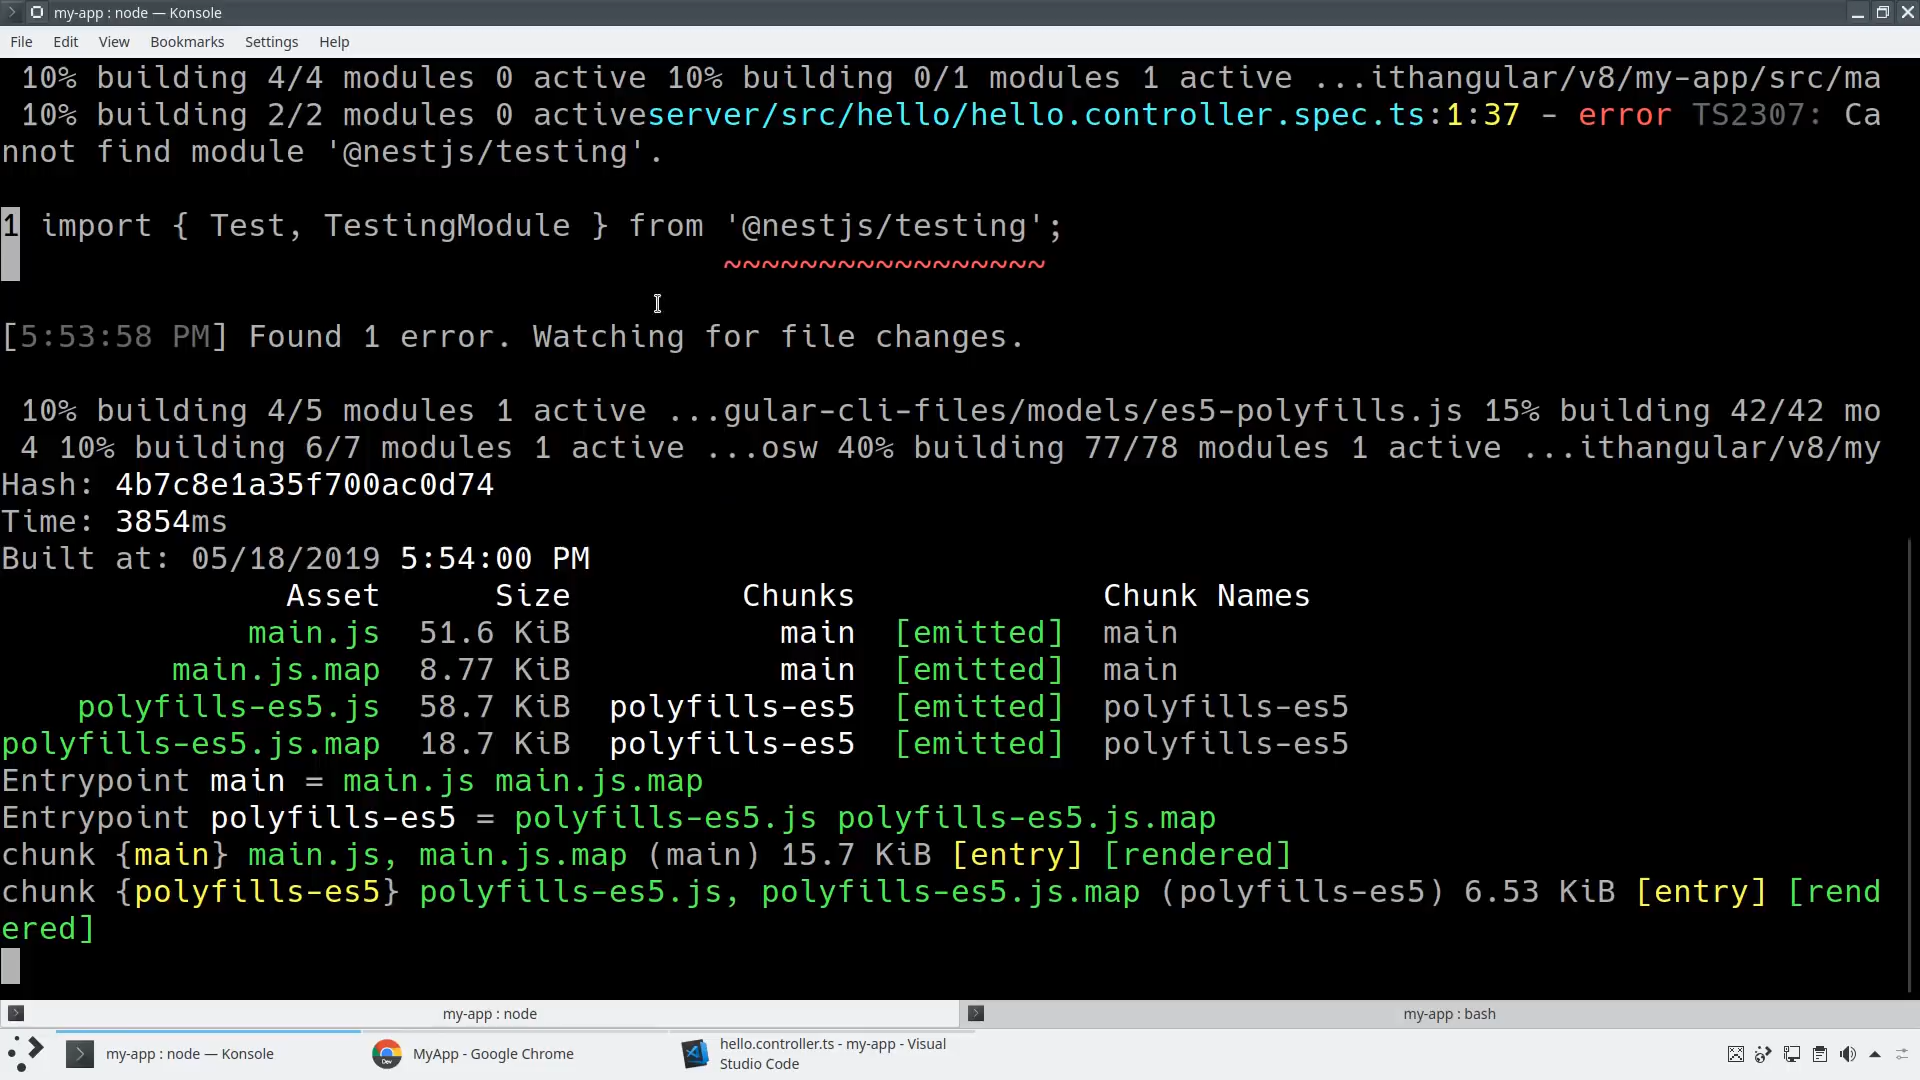 my-app : node — Konsole
File Edit View Bookmarks Settings Help
10% building 4/4 modules 0 active 10% building 0/1 modules 1 active ...ithangular/v8/my-app/src/ma
10% building 2/2 modules 0 activeserver/src/hello/hello.controller.spec.ts:1:37 - error TS2307: Ca
nnot find module '@nestjs/testing'.
1 import { Test, TestingModule } from '@nestjs/testing';
~~~~~~~~~~~~~~~~~
[5:53:58 PM] Found 1 error. Watching for file changes.
10% building 4/5 modules 1 active ...gular-cli-files/models/es5-polyfills.js 15% building 42/42 mo
4 10% building 6/7 modules 1 active ...osw 40% building 77/78 modules 1 active ...ithangular/v8/my
Hash: 4b7c8e1a35f700ac0d74
Time: 3854ms
Built at: 05/18/2019 5:54:00 PM
Asset Size Chunks Chunk Names
main.js 51.6 KiB main [emitted] main
main.js.map 8.77 KiB main [emitted] main
polyfills-es5.js 58.7 KiB polyfills-es5 [emitted] polyfills-es5
polyfills-es5.js.map 18.7 KiB polyfills-es5 [emitted] polyfills-es5
Entrypoint main = main.js main.js.map
Entrypoint polyfills-es5 = polyfills-es5.js polyfills-es5.js.map
chunk {main} main.js, main.js.map (main) 15.7 KiB [entry] [rendered]
chunk {polyfills-es5} polyfills-es5.js, polyfills-es5.js.map (polyfills-es5) 6.53 KiB [entry] [rend
ered]
my-app : node
my-app : bash
my-app : node — Konsole
MyApp - Google Chrome
hello.controller.ts - my-app - Visual
Studio Code